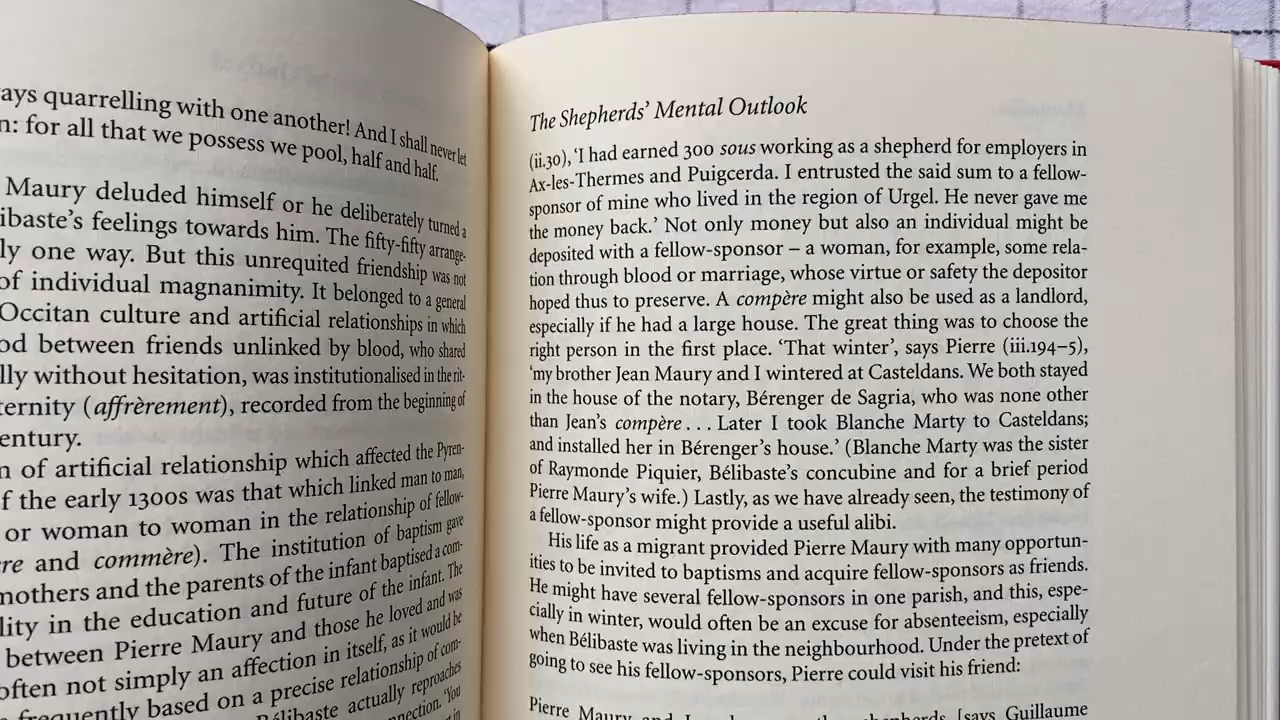 ays quarrelling with one another! And I shall never let
n: for all that we possess we pool, half and half.
Maury deluded himself or he deliberately turned a
libaste's feelings towards him. The fifty-fifty arrange-
ly one way. But this unrequited friendship was not
of individual magnanimity. It belonged to a general
Occitan culture and artificial relationships in which
od between friends unlinked by blood, who shared
lly without hesitation, was institutionalised in the rit-
ternity (affrèrement), recorded from the beginning of
entury.
n of artificial relationship which affected the Pyren-
f the early 1300s was that which linked man to man,
or woman to woman in the relationship of fellow-
re and commère). The institution of baptism gave
mothers and the parents of the infant baptised a com-
lity in the education and future of the infant. The
between Pierre Maury and those he loved and was
often not simply an affection in itself, as it would be
frequently based on a precise relationship of com-
Bélibaste actually reproaches
nection. 'You
The Shepherds' Mental Outlook
(ii.30), 'I had earned 300 sous working as a shepherd for employers in
Ax-les-Thermes and Puigcerda. I entrusted the said sum to a fellow-
sponsor of mine who lived in the region of Urgel. He never gave me
the money back.' Not only money but also an individual might be
deposited with a fellow-sponsor – a woman, for example, some rela-
tion through blood or marriage, whose virtue or safety the depositor
hoped thus to preserve. A compère might also be used as a landlord,
especially if he had a large house. The great thing was to choose the
right person in the first place. 'That winter', says Pierre (iii.194–5),
'my brother Jean Maury and I wintered at Casteldans. We both stayed
in the house of the notary, Bérenger de Sagria, who was none other
than Jean's compère . . . Later I took Blanche Marty to Casteldans;
and installed her in Bérenger's house.' (Blanche Marty was the sister
of Raymonde Piquier, Bélibaste's concubine and for a brief period
Pierre Maury's wife.) Lastly, as we have already seen, the testimony of
a fellow-sponsor might provide a useful alibi.
His life as a migrant provided Pierre Maury with many opportun-
ities to be invited to baptisms and acquire fellow-sponsors as friends.
He might have several fellow-sponsors in one parish, and this, espe-
cially in winter, would often be an excuse for absenteeism, especially
when Bélibaste was living in the neighbourhood. Under the pretext of
going to see his fellow-sponsors, Pierre could visit his friend:
Pierre Maury and I shepherds [says Guillaume